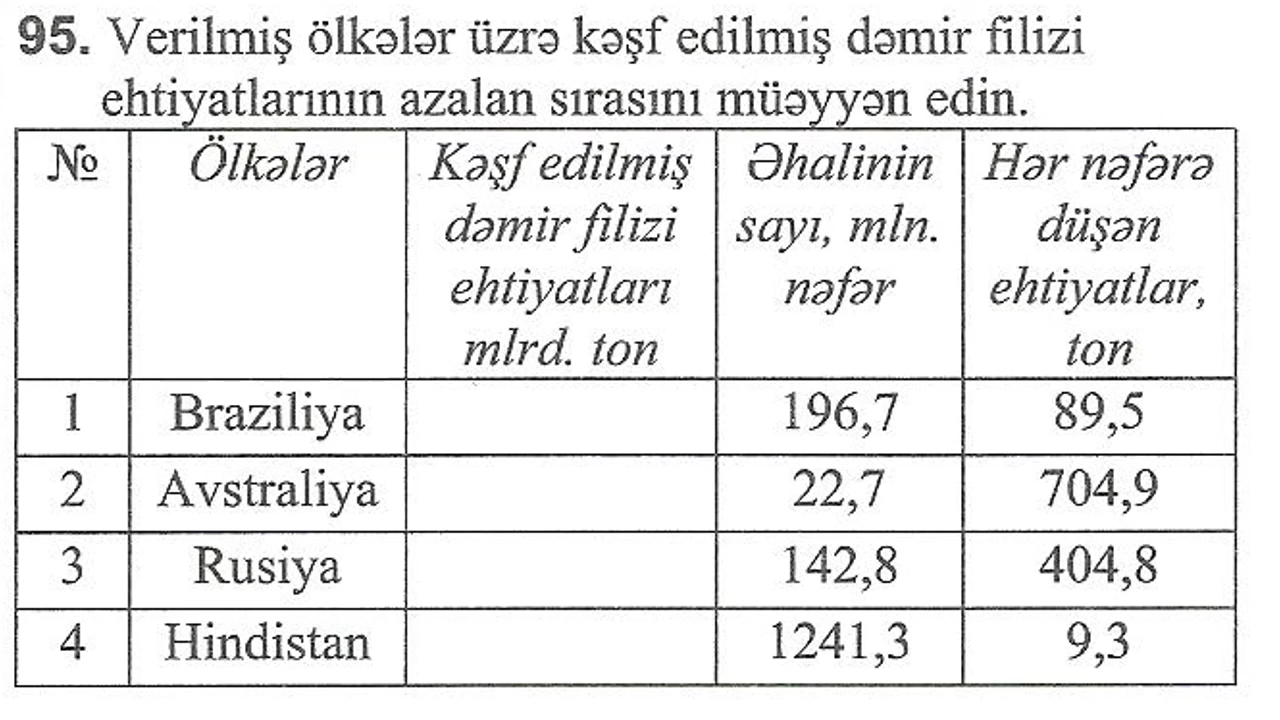 95. Verilmiş ölkələr üzrə kəşf edilmiş dəmir filizi
ehtiyatlarının azalan sırasını müəyyən edin.
№ Ölkələr Kəşf edilmiş dəmir filizi ehtiyatları mlrd. ton Əhalinin sayı, mln. nəfər Hər nəfərə düşən ehtiyatlar, ton
1 Braziliya 196,7 89,5
2 Avstraliya 22,7 704,9
3 Rusiya 142,8 404,8
4 Hindistan 1241,3 9,3